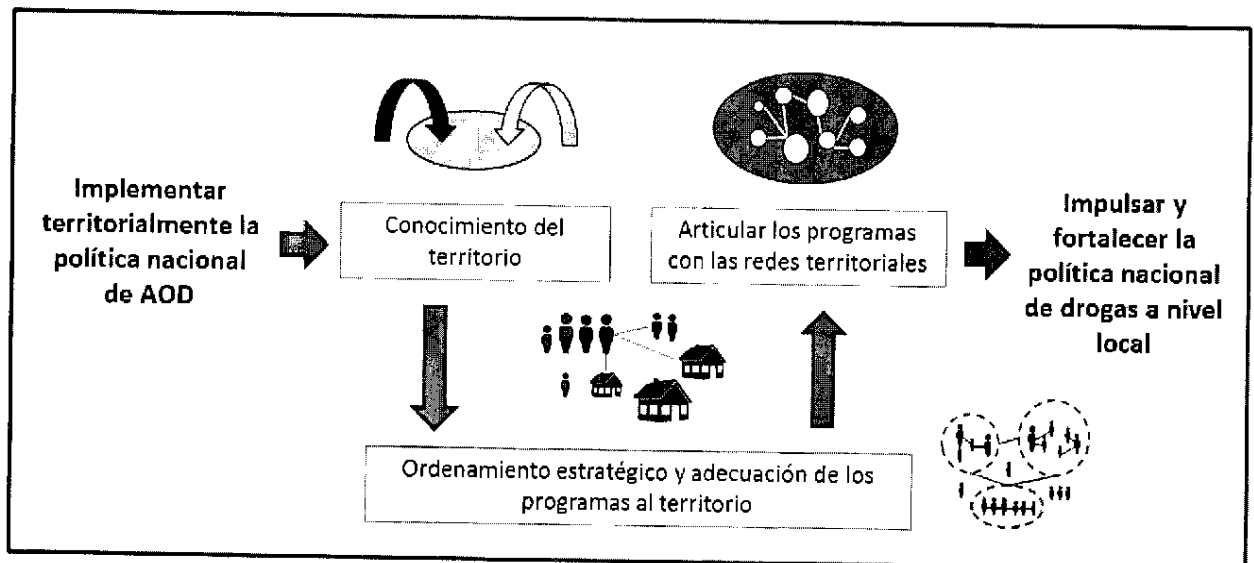 Implementar
territorialmente la
política nacional
de AOD
Conocimiento del
territorio
Ordenamiento estratégico y adecuación de los
programas al territorio
Articular los programas
con las redes territoriales
Impulsar y
fortalecer la
política nacional
de drogas a nivel
local